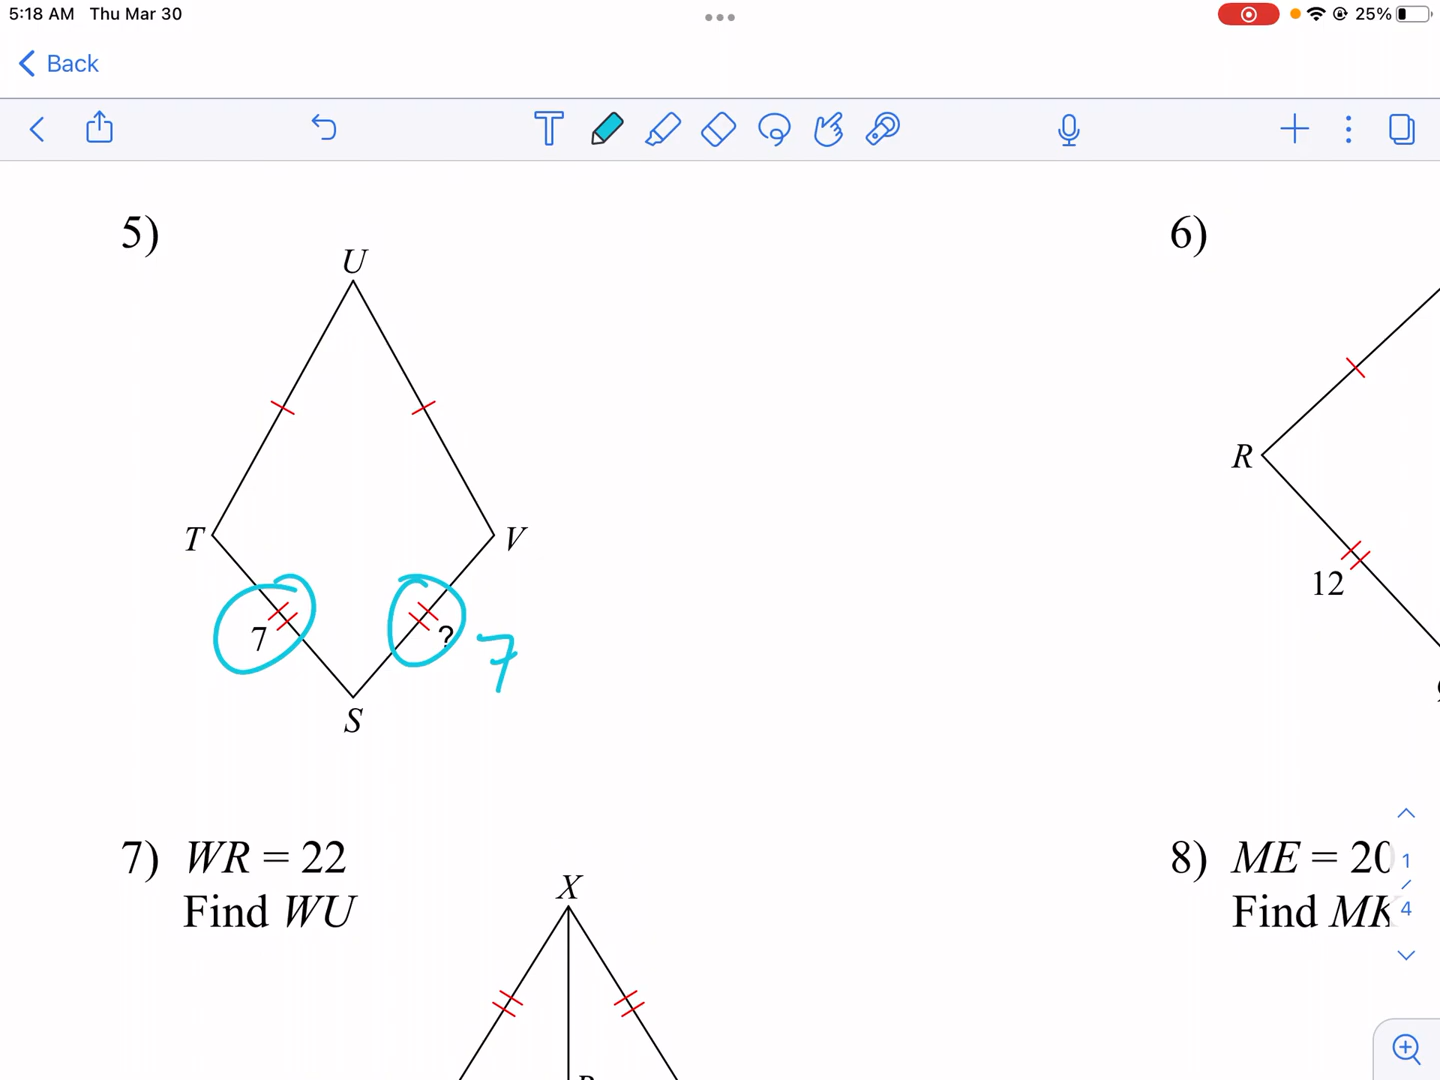 5:18 AM Thu Mar 30
25%
Back
5)
6)
U
R
T
V
12
7
?
7
S
7) WR = 22
Find WU
8) ME = 20
Find MK
1
4
X